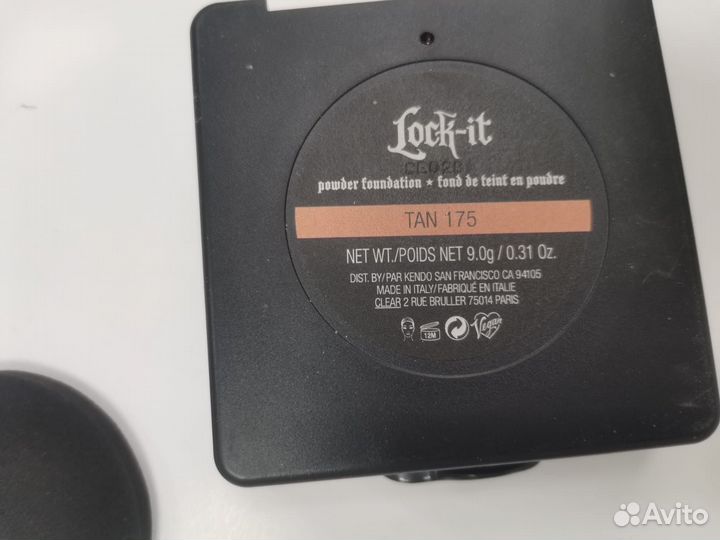 Lock-it
powder foundation ★ fond de teint en poudre
TAN 175
NET WT./POIDS NET 9.0g / 0.31 Oz.
DIST. BY/PAR KENDO SAN FRANCISCO CA 94105
MADE IN ITALY/FABRIQUÉ EN ITALIE
CLEAR 2 RUE BRULLER 75014 PARIS
12M
Vegan
Avito